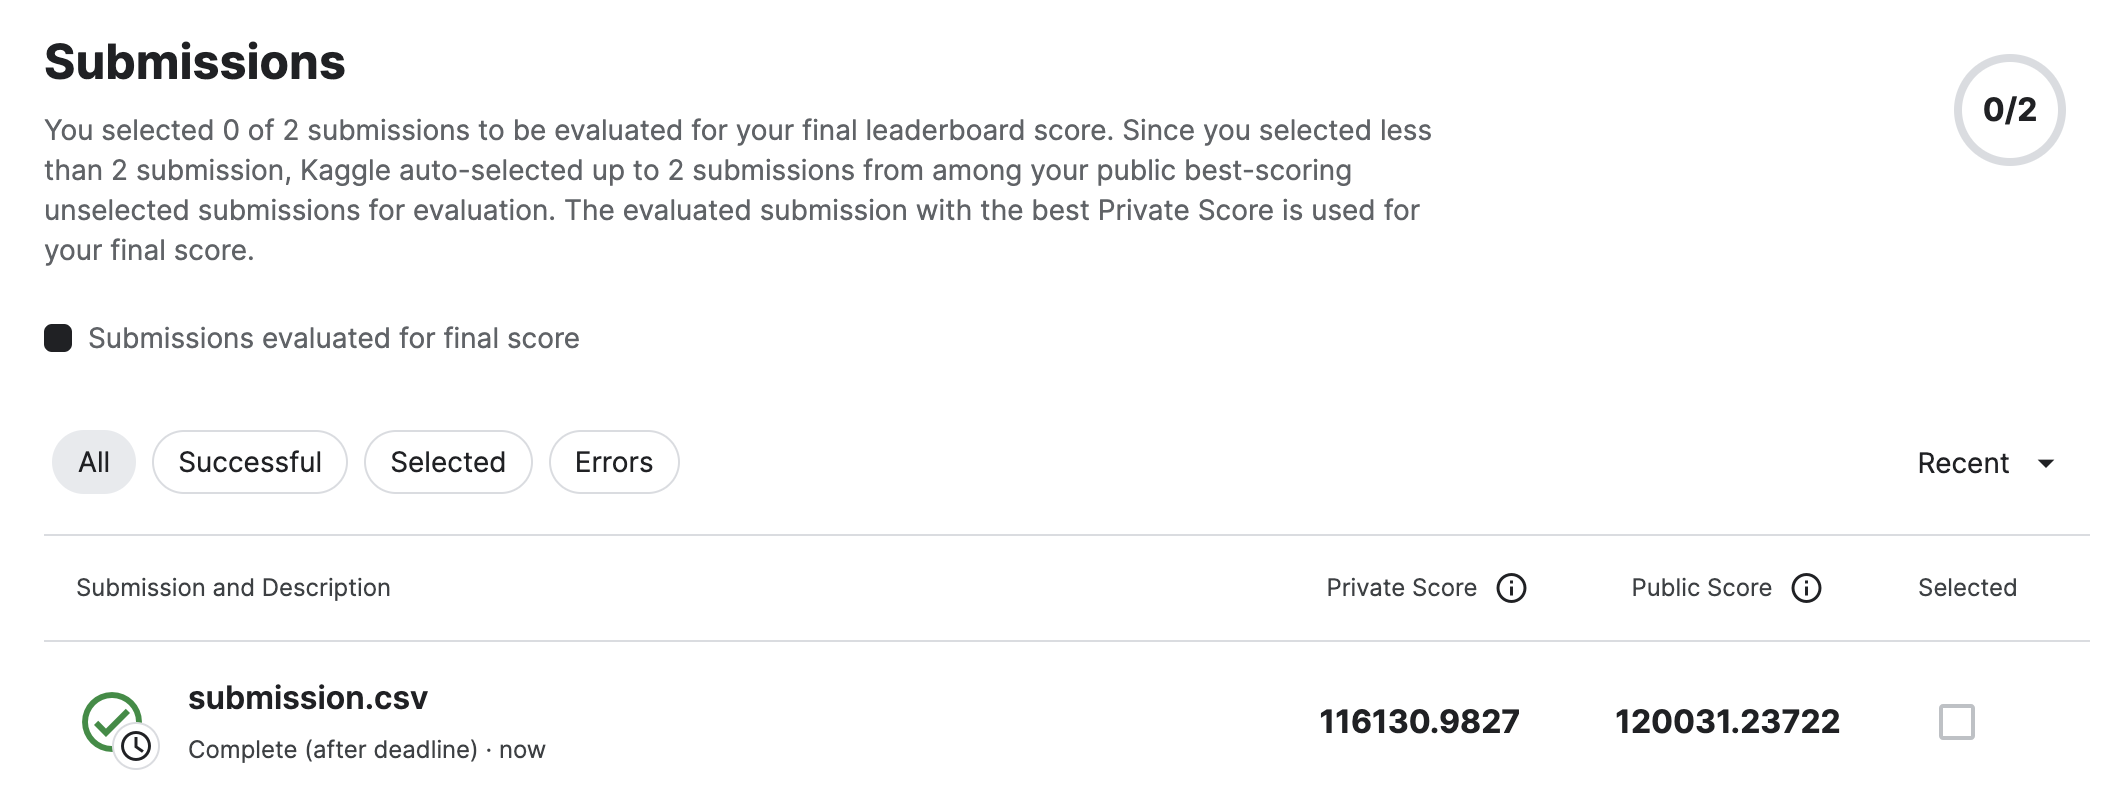 Submissions
0/2
You selected 0 of 2 submissions to be evaluated for your final leaderboard score. Since you selected less
than 2 submission, Kaggle auto-selected up to 2 submissions from among your public best-scoring
unselected submissions for evaluation. The evaluated submission with the best Private Score is used for
your final score.
Submissions evaluated for final score
All Successful Selected Errors Recent
Submission and Description Private Score Public Score Selected
submission.csv
116130.9827 120031.23722
Complete (after deadline) · now